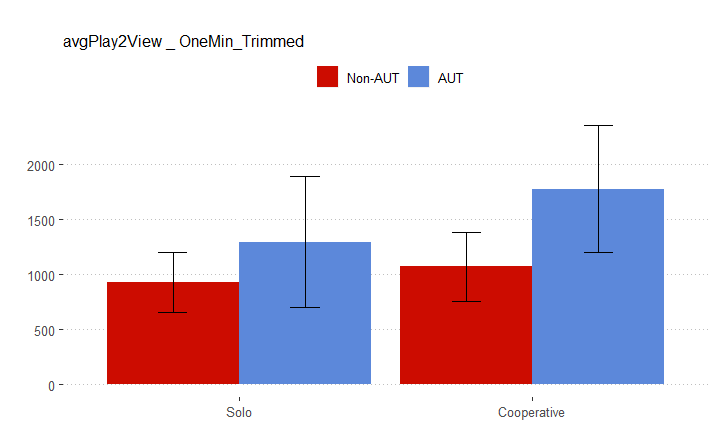 avgPlay2View _ OneMin_Trimmed
Non-AUT AUT
2000
1500
1000
500
0
Solo Cooperative